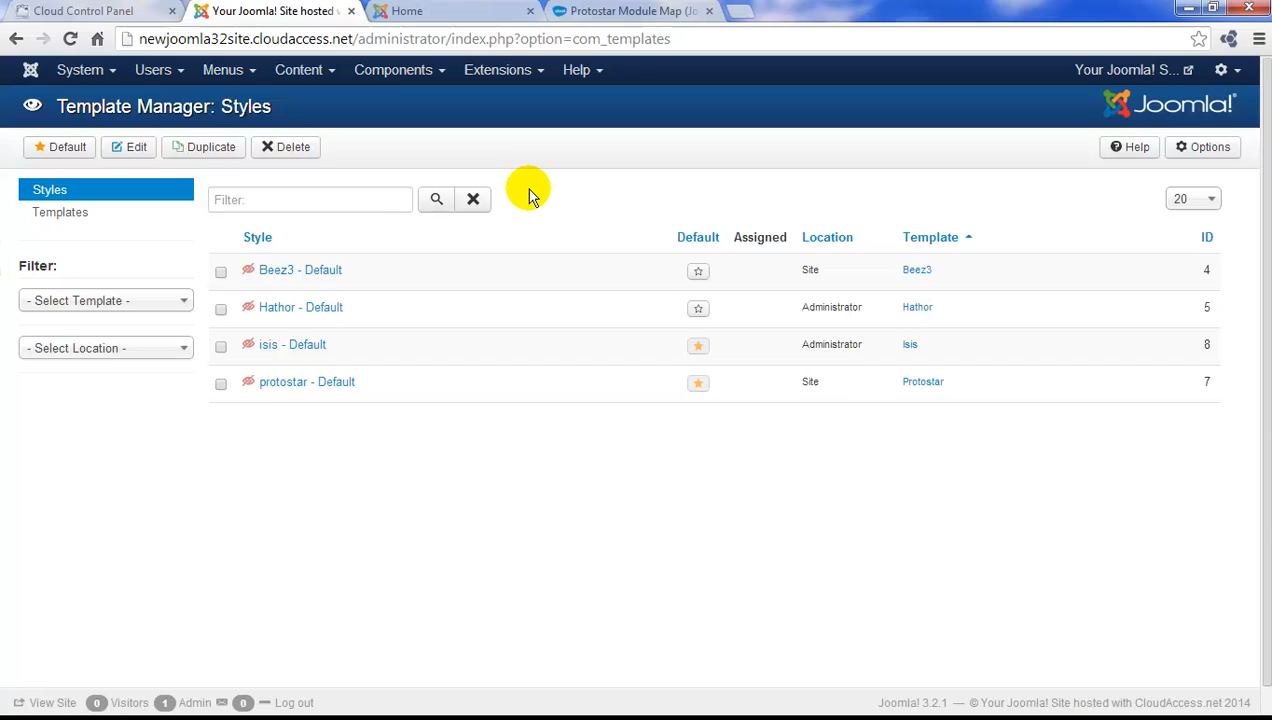 Cloud Control Panel
Your Joomla! Site hosted
Home
Protostar Module Map (Jo
newjoomla32site.cloudaccess.net/administrator/index.php?option=com_templates
System Users Menus Content Components Extensions Help Your Joomla! S...
Template Manager: Styles
Joomla!
Default Edit Duplicate Delete Help Options
Styles
Templates
Filter:
20
Style Default Assigned Location Template ID
Filter:
- Select Template -
- Select Location -
Beez3 - Default Site Beez3 4
Hathor - Default Administrator Hathor 5
isis - Default Administrator Isis 8
protostar - Default Site Protostar 7
View Site 0 Visitors 1 Admin 0 Log out
Joomla! 3.2.1 — © Your Joomla! Site hosted with CloudAccess.net 2014